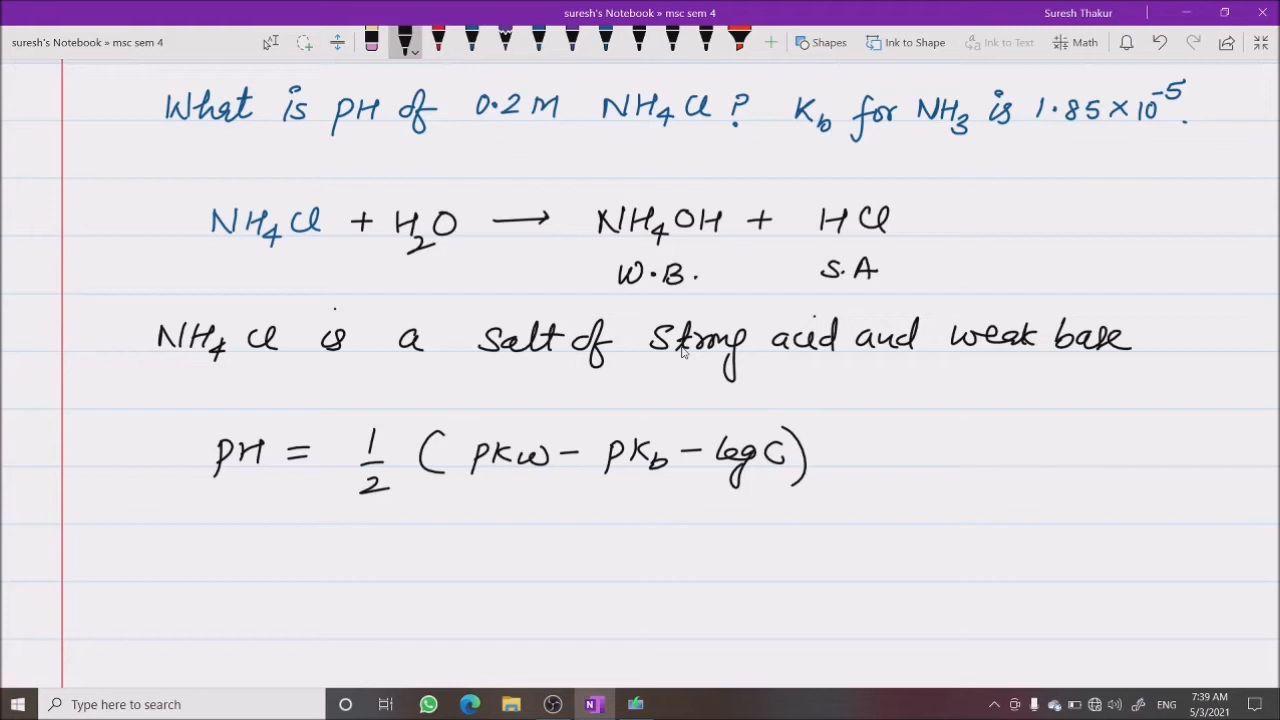 suresh's Notebook » msc sem 4
Suresh Thakur
suresh's Notebook » msc sem 4
Shapes
Ink to Shape
Ink to Text
Math
What is pH of 0.2M NH4Cl? Kb for NH3 is 1.85×10⁻⁵.
NH4Cl + H2O ⟶ NH4OH + HCl
W.B. S.A
NH4Cl is a salt of strong acid and weak base
pH = 1/2 ( pKw - pKb - log C )
Type here to search
ENG
7:39 AM
5/3/2021